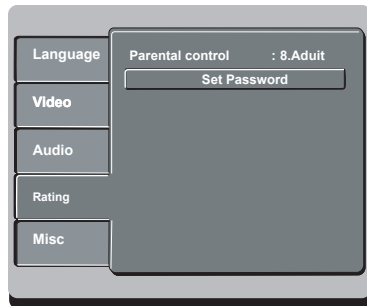 Language
Parental control : 8.Aduit
Set Password
Video
Audio
Rating
Misc